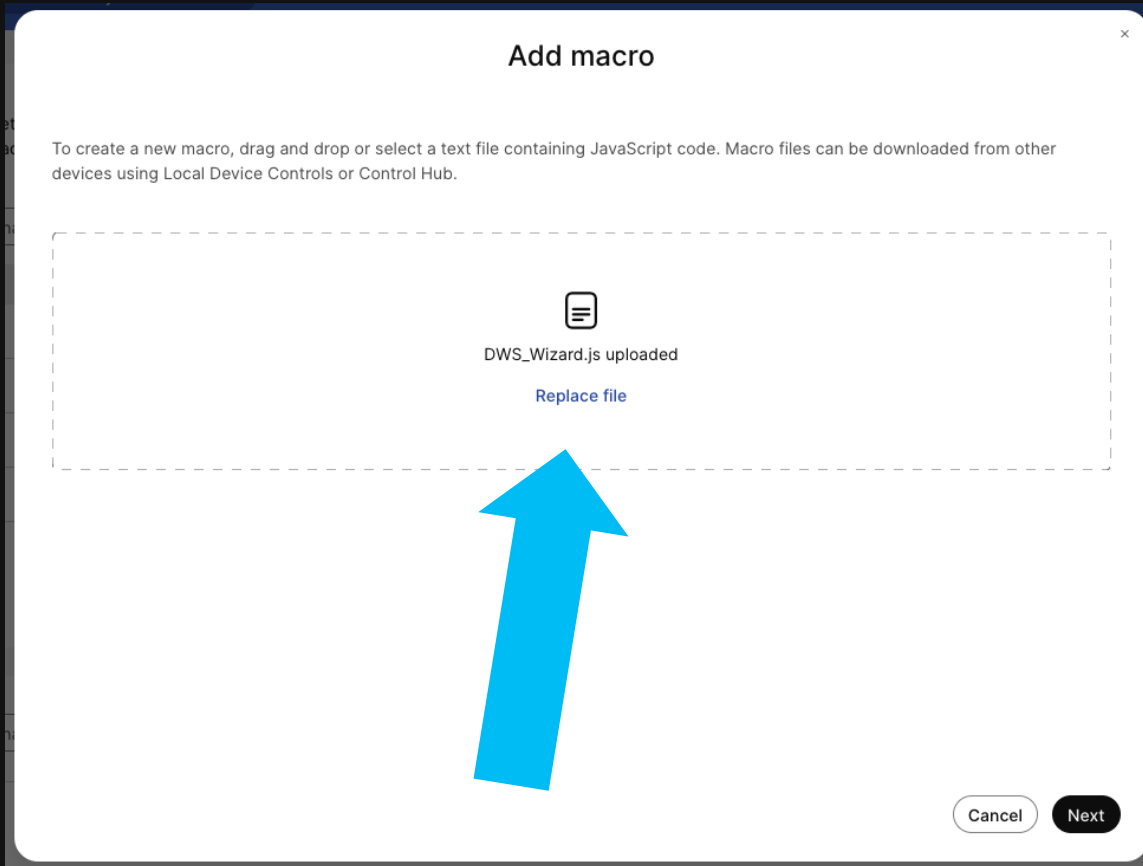 Add macro
To create a new macro, drag and drop or select a text file containing JavaScript code. Macro files can be downloaded from other
devices using Local Device Controls or Control Hub.
DWS_Wizard.js uploaded
Replace file
Cancel
Next